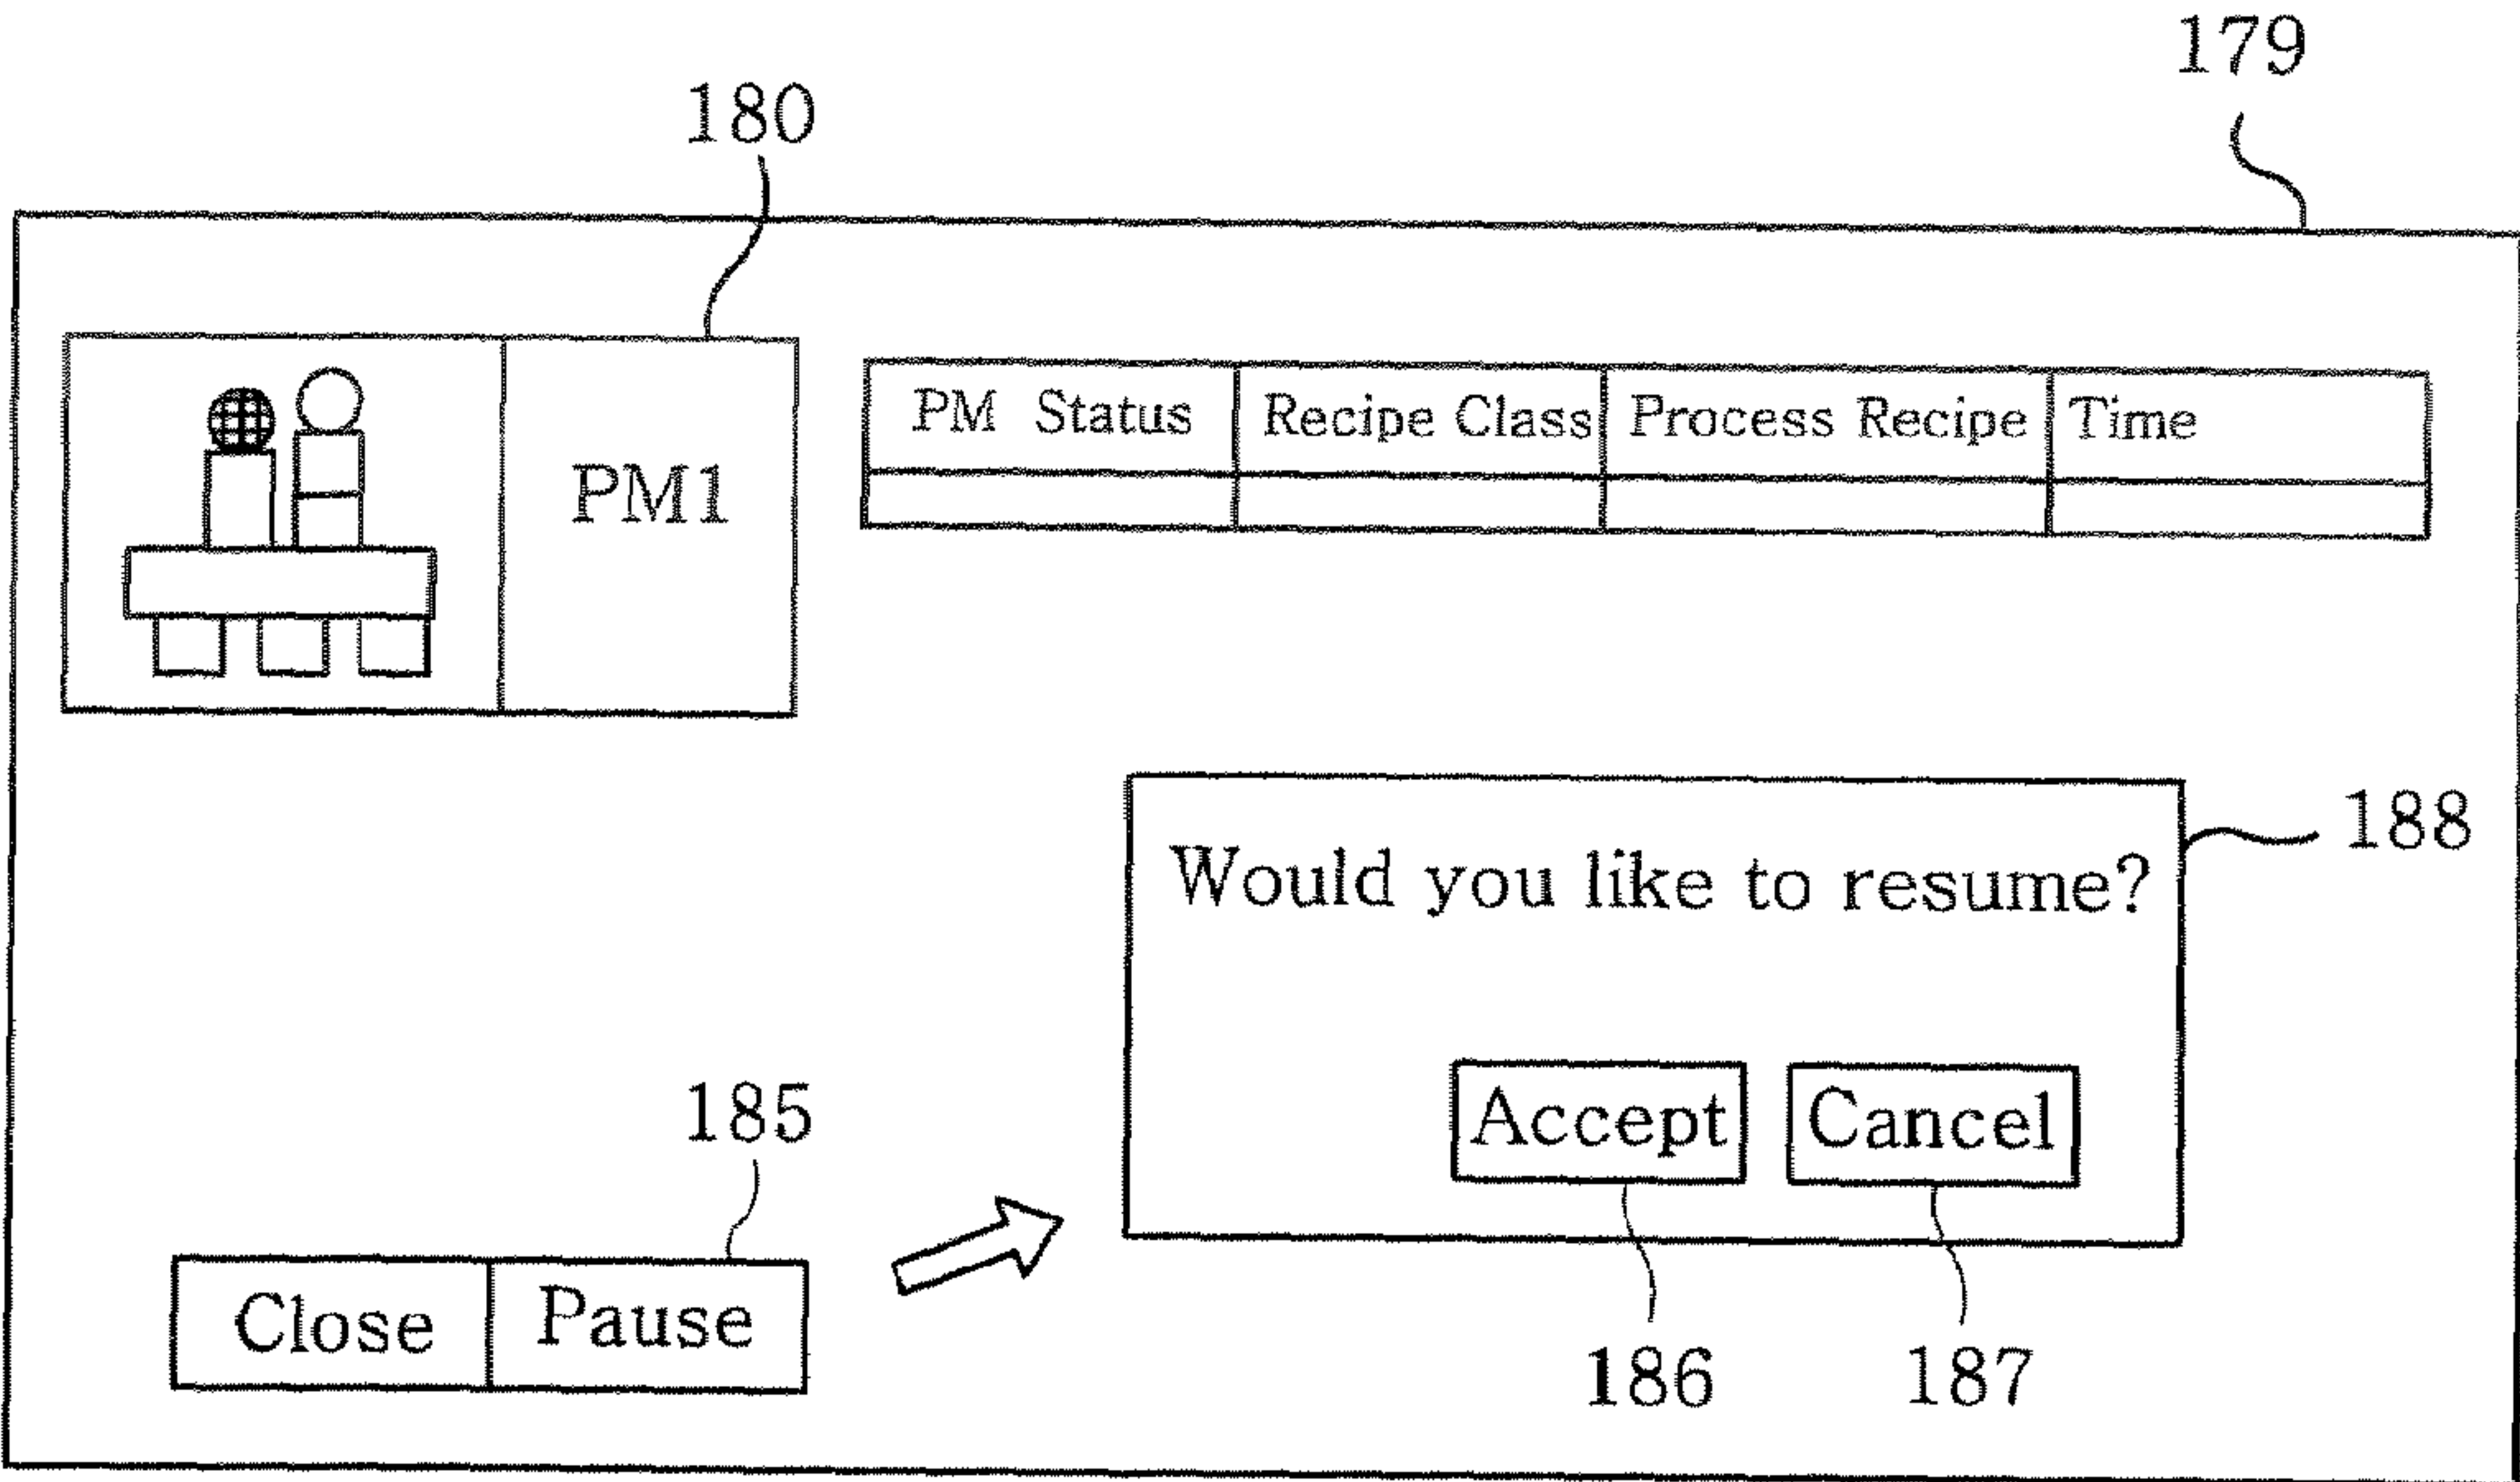 179
180
PM1
PM Status Recipe Class Process Recipe Time
188
Would you like to resume?
Accept Cancel
185
Close Pause
186 187